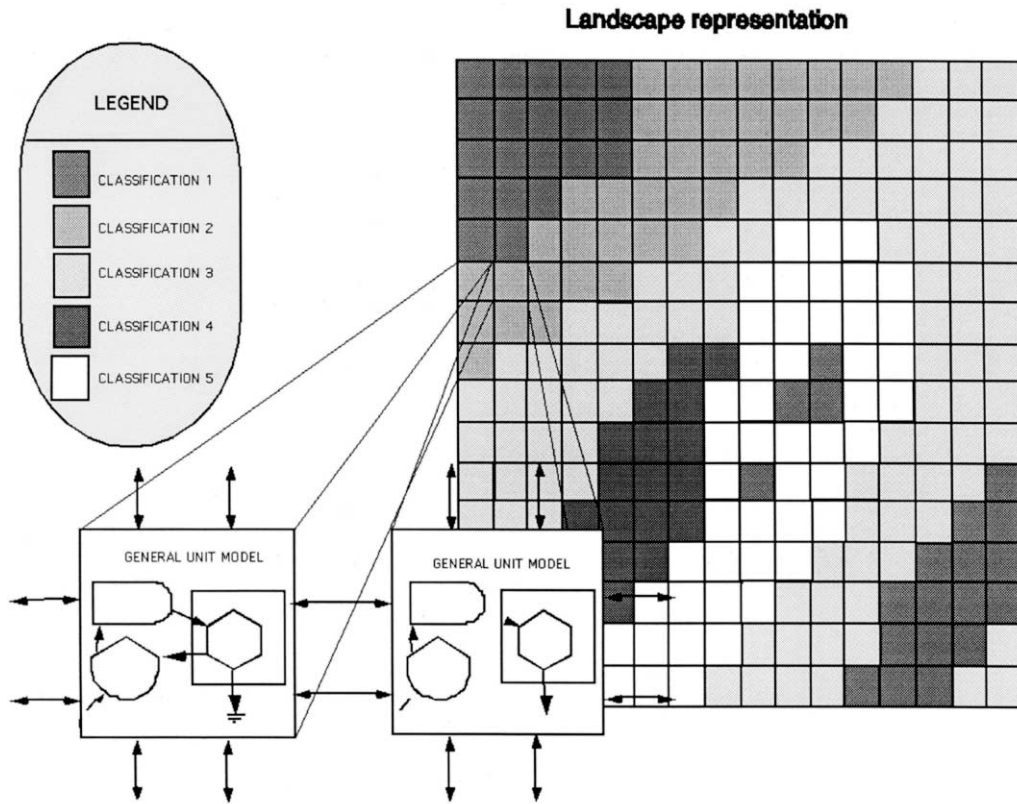 Landscape representation
LEGEND
CLASSIFICATION 1
CLASSIFICATION 2
CLASSIFICATION 3
CLASSIFICATION 4
CLASSIFICATION 5
GENERAL UNIT MODEL
GENERAL UNIT MODEL